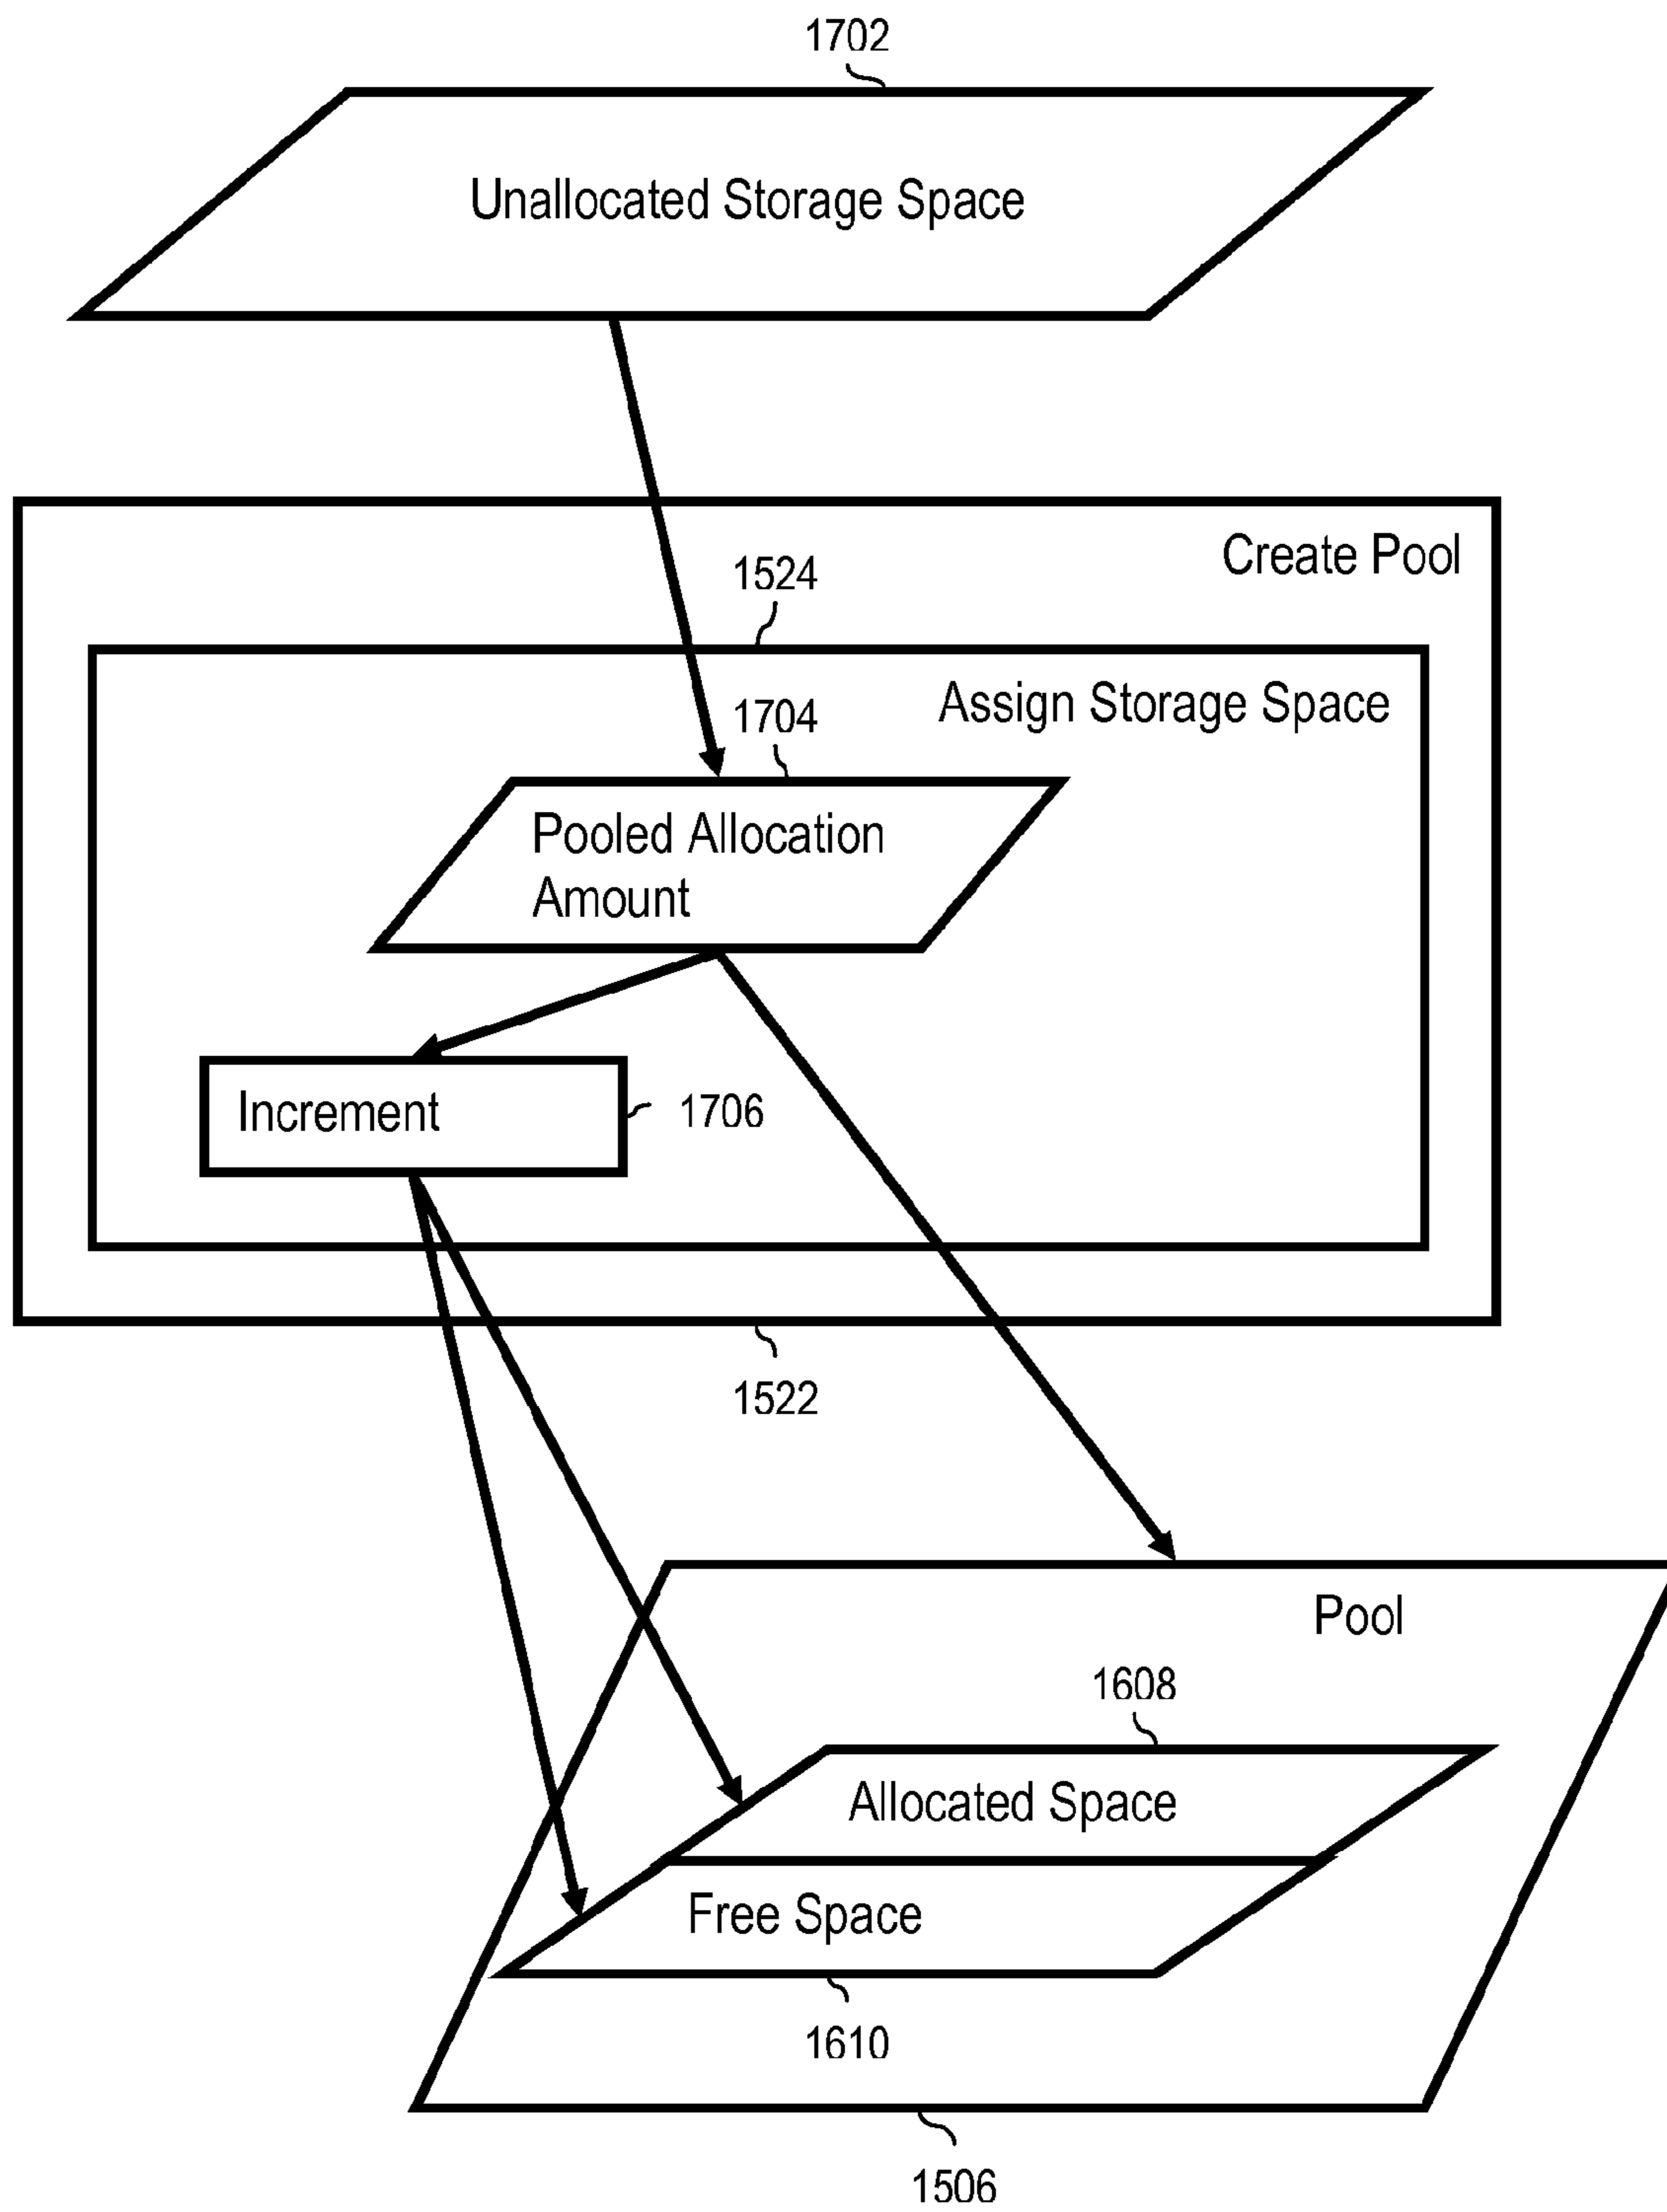 1702
Unallocated Storage Space
Create Pool
1524
Assign Storage Space
1704
Pooled Allocation
Amount
Increment
1706
1522
Pool
1608
Allocated Space
Free Space
1610
1506